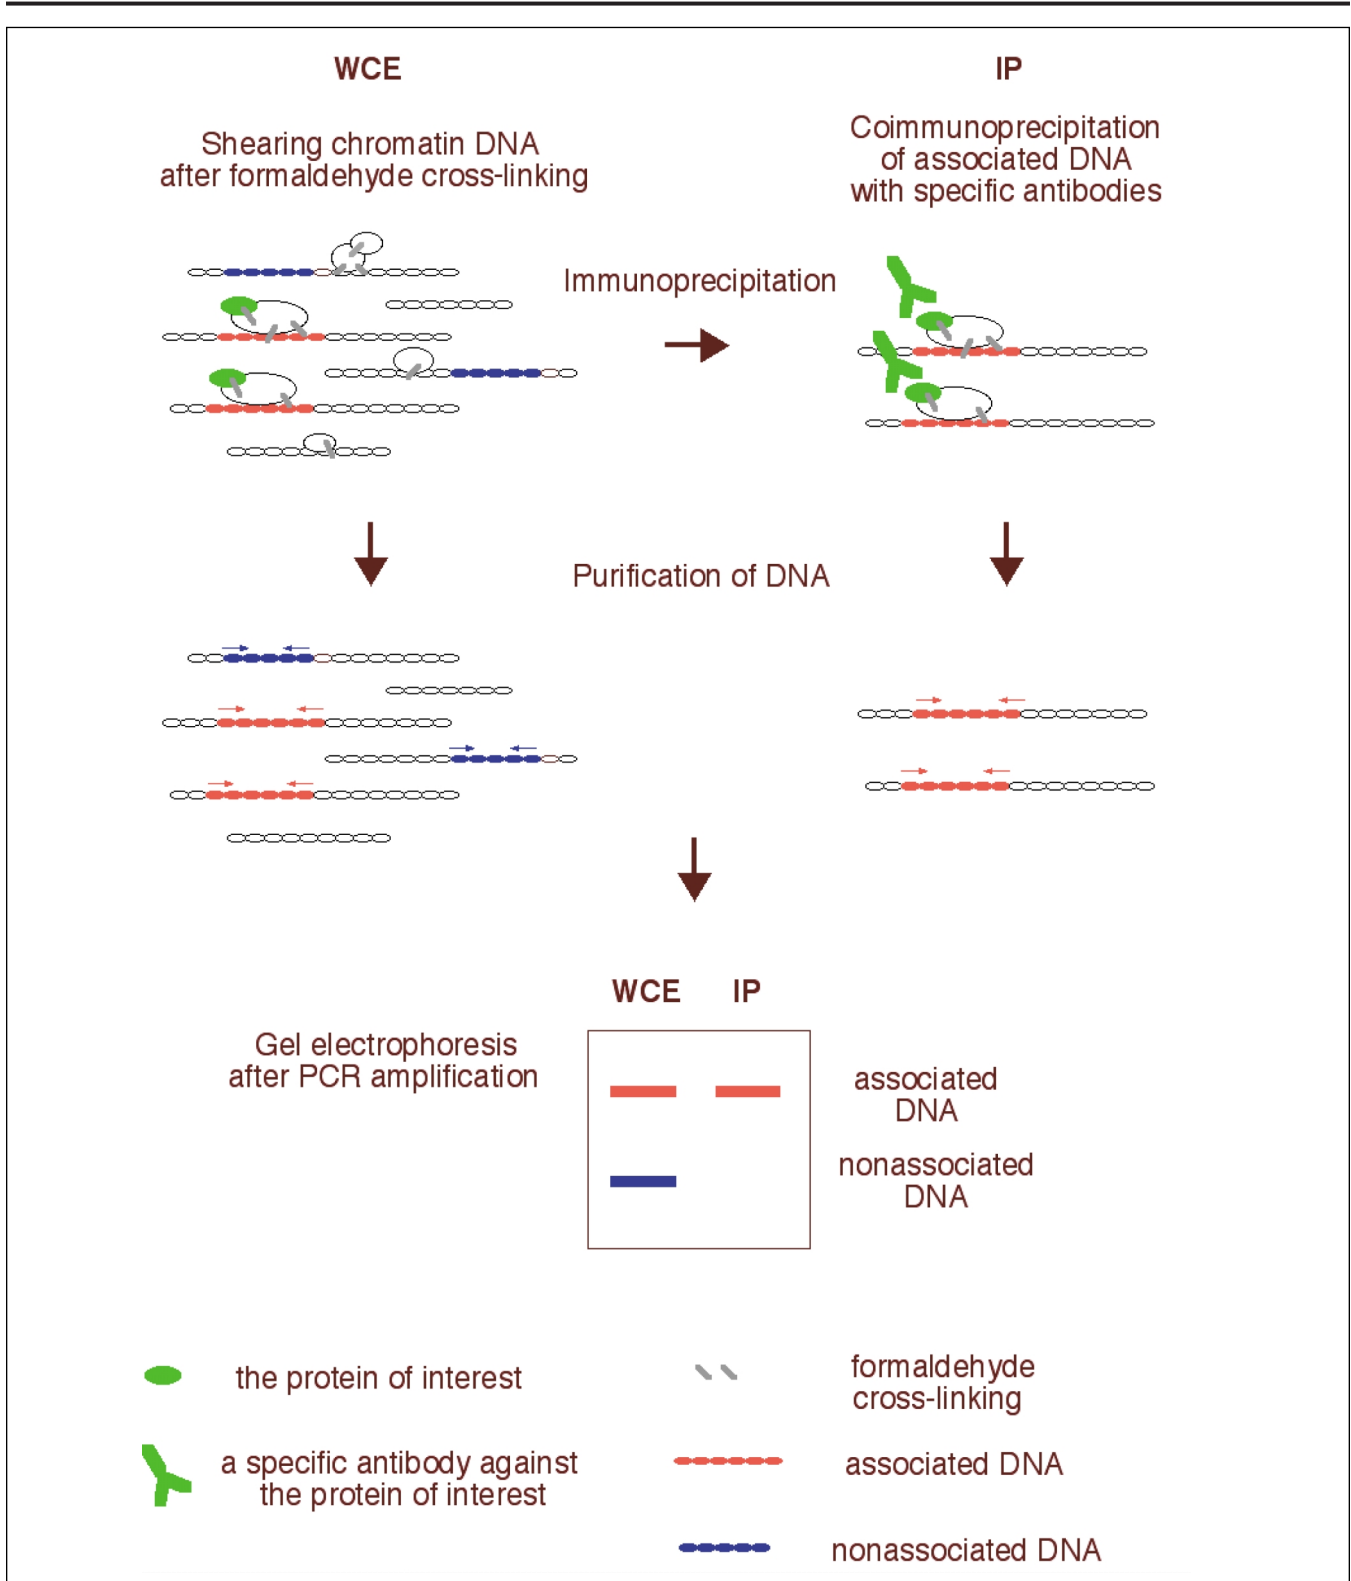 WCE
IP
Shearing chromatin DNA
after formaldehyde cross-linking
Coimmunoprecipitation
of associated DNA
with specific antibodies
Immunoprecipitation
Purification of DNA
WCE IP
Gel electrophoresis
after PCR amplification
associated
DNA
nonassociated
DNA
the protein of interest
formaldehyde
cross-linking
a specific antibody against
the protein of interest
associated DNA
nonassociated DNA